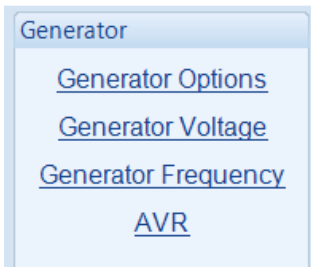 Generator
Generator Options
Generator Voltage
Generator Frequency
AVR